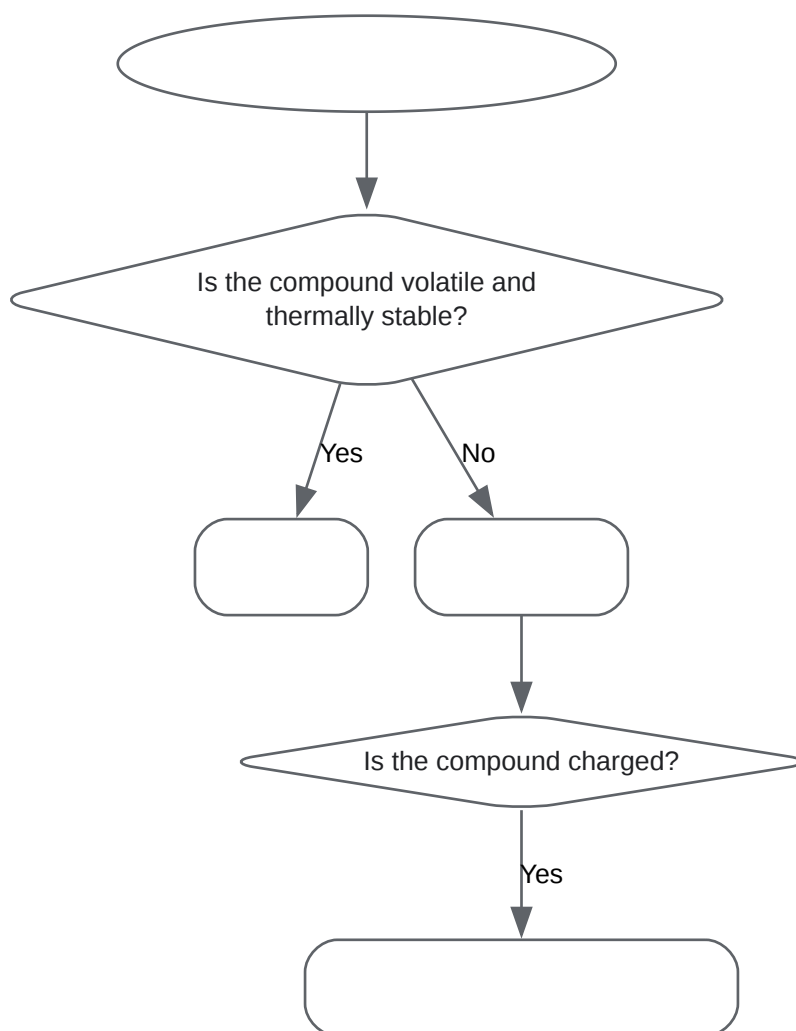 Is the compound volatile and
thermally stable?
Yes
No
Is the compound charged?
Yes